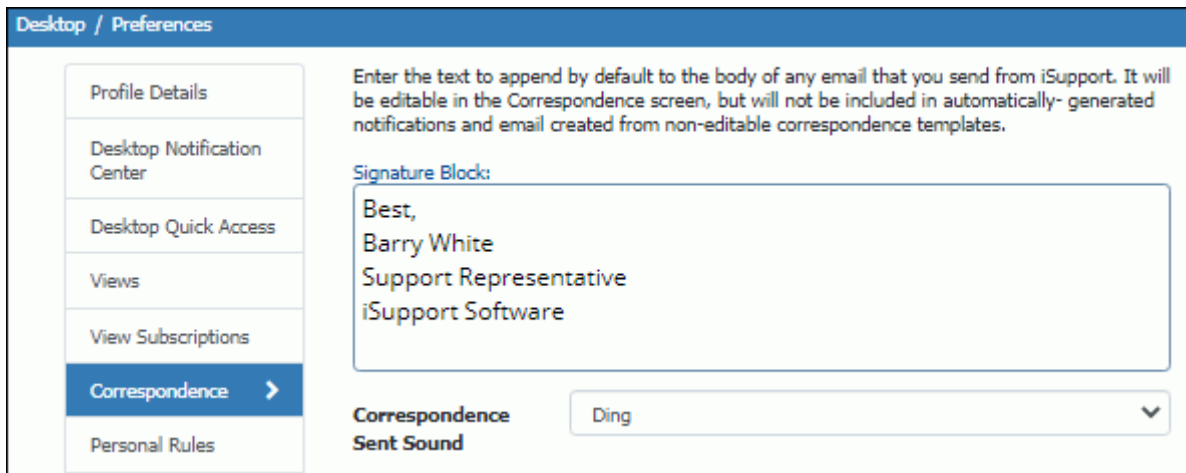 Desktop / Preferences
Profile Details
Desktop Notification
Center
Desktop Quick Access
Views
View Subscriptions
Correspondence
Personal Rules
Enter the text to append by default to the body of any email that you send from iSupport. It will
be editable in the Correspondence screen, but will not be included in automatically- generated
notifications and email created from non-editable correspondence templates.
Signature Block:
Best,
Barry White
Support Representative
iSupport Software
Correspondence
Sent Sound
Ding